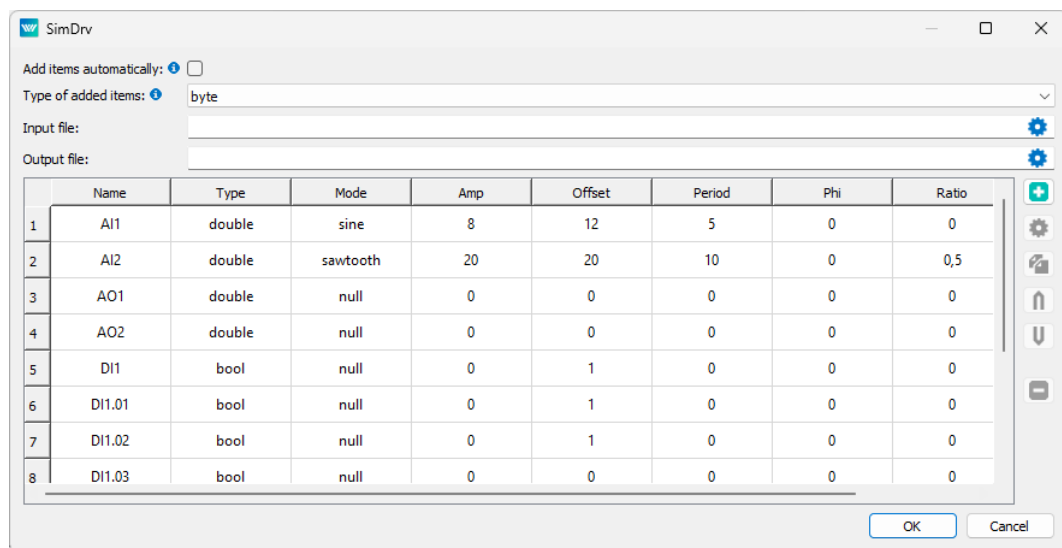 SimDrv
Add items automatically:
Type of added items: byte
Input file:
Output file:
Name Type Mode Amp Offset Period Phi Ratio
1 AI1 double sine 8 12 5 0 0
2 AI2 double sawtooth 20 20 10 0 0,5
3 AO1 double null 0 0 0 0 0
4 AO2 double null 0 0 0 0 0
5 DI1 bool null 0 1 0 0 0
6 DI1.01 bool null 0 1 0 0 0
7 DI1.02 bool null 0 1 0 0 0
8 DI1.03 bool null 0 0 0 0 0
OK Cancel